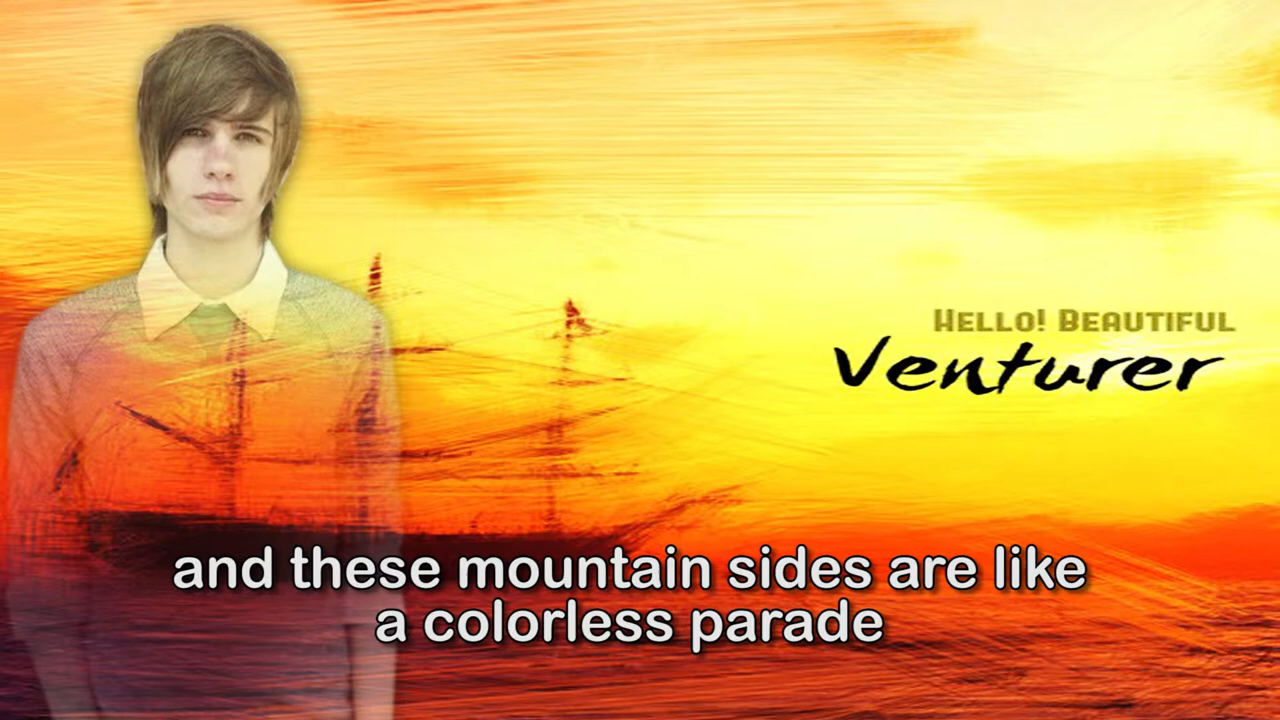 Hello! Beautiful
Venturer
and these mountain sides are like
a colorless parade